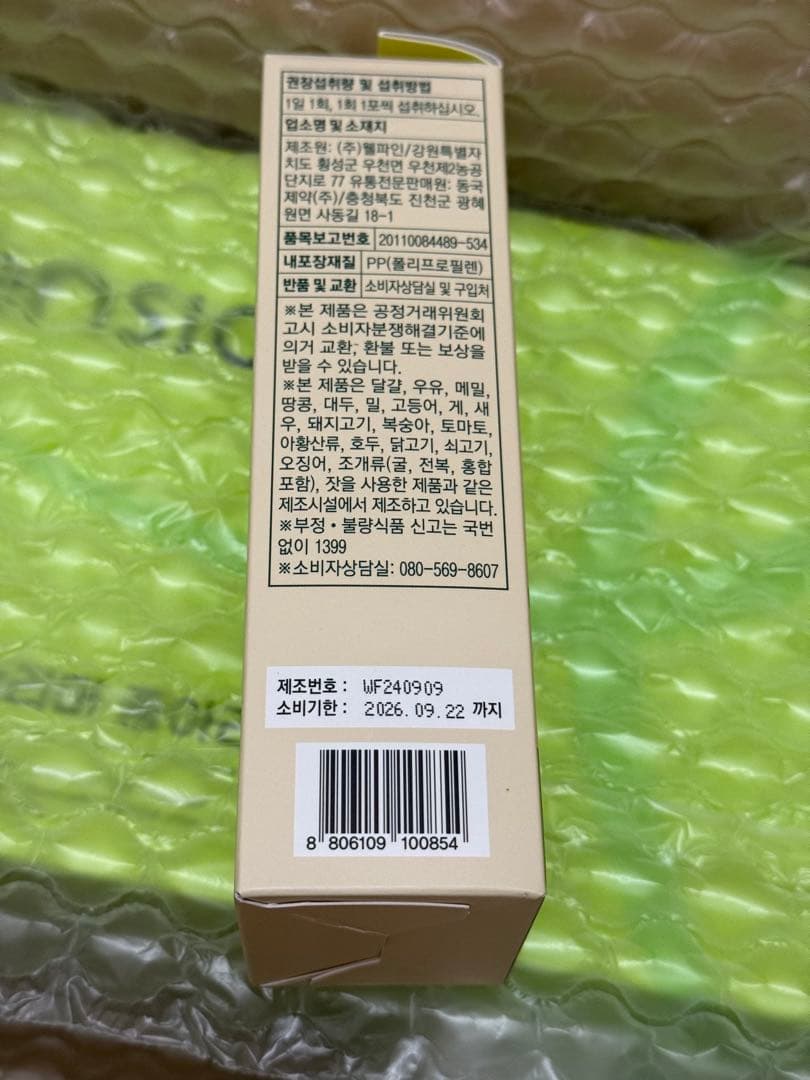 권장섭취량 및 섭취방법
1일 1회, 1회 1포씩 섭취하십시오.
업소명 및 소재지
제조원: (주)웰파인/강원특별자
치도 횡성군 우천면 우천제2농공
단지로 77 유통전문판매원: 동국
제약(주)/충청북도 진천군 광혜
원면 사동길 18-1
품목보고번호 20110084489-534
내포장재질 PP(폴리프로필렌)
반품 및 교환 소비자상담실 및 구입처
※본 제품은 공정거래위원회
고시 소비자분쟁해결기준에
의거 교환, 환불 또는 보상을
받을 수 있습니다.
※본 제품은 달걀, 우유, 메밀,
땅콩, 대두, 밀, 고등어, 게, 새
우, 돼지고기, 복숭아, 토마토,
아황산류, 호두, 닭고기, 쇠고기,
오징어, 조개류(굴, 전복, 홍합
포함), 잣을 사용한 제품과 같은
제조시설에서 제조하고 있습니다.
※부정•불량식품 신고는 국번
없이 1399
※소비자상담실: 080-569-8607
제조번호 : WF240909
소비기한 : 2026. 09. 22 까지
8 806109 100854